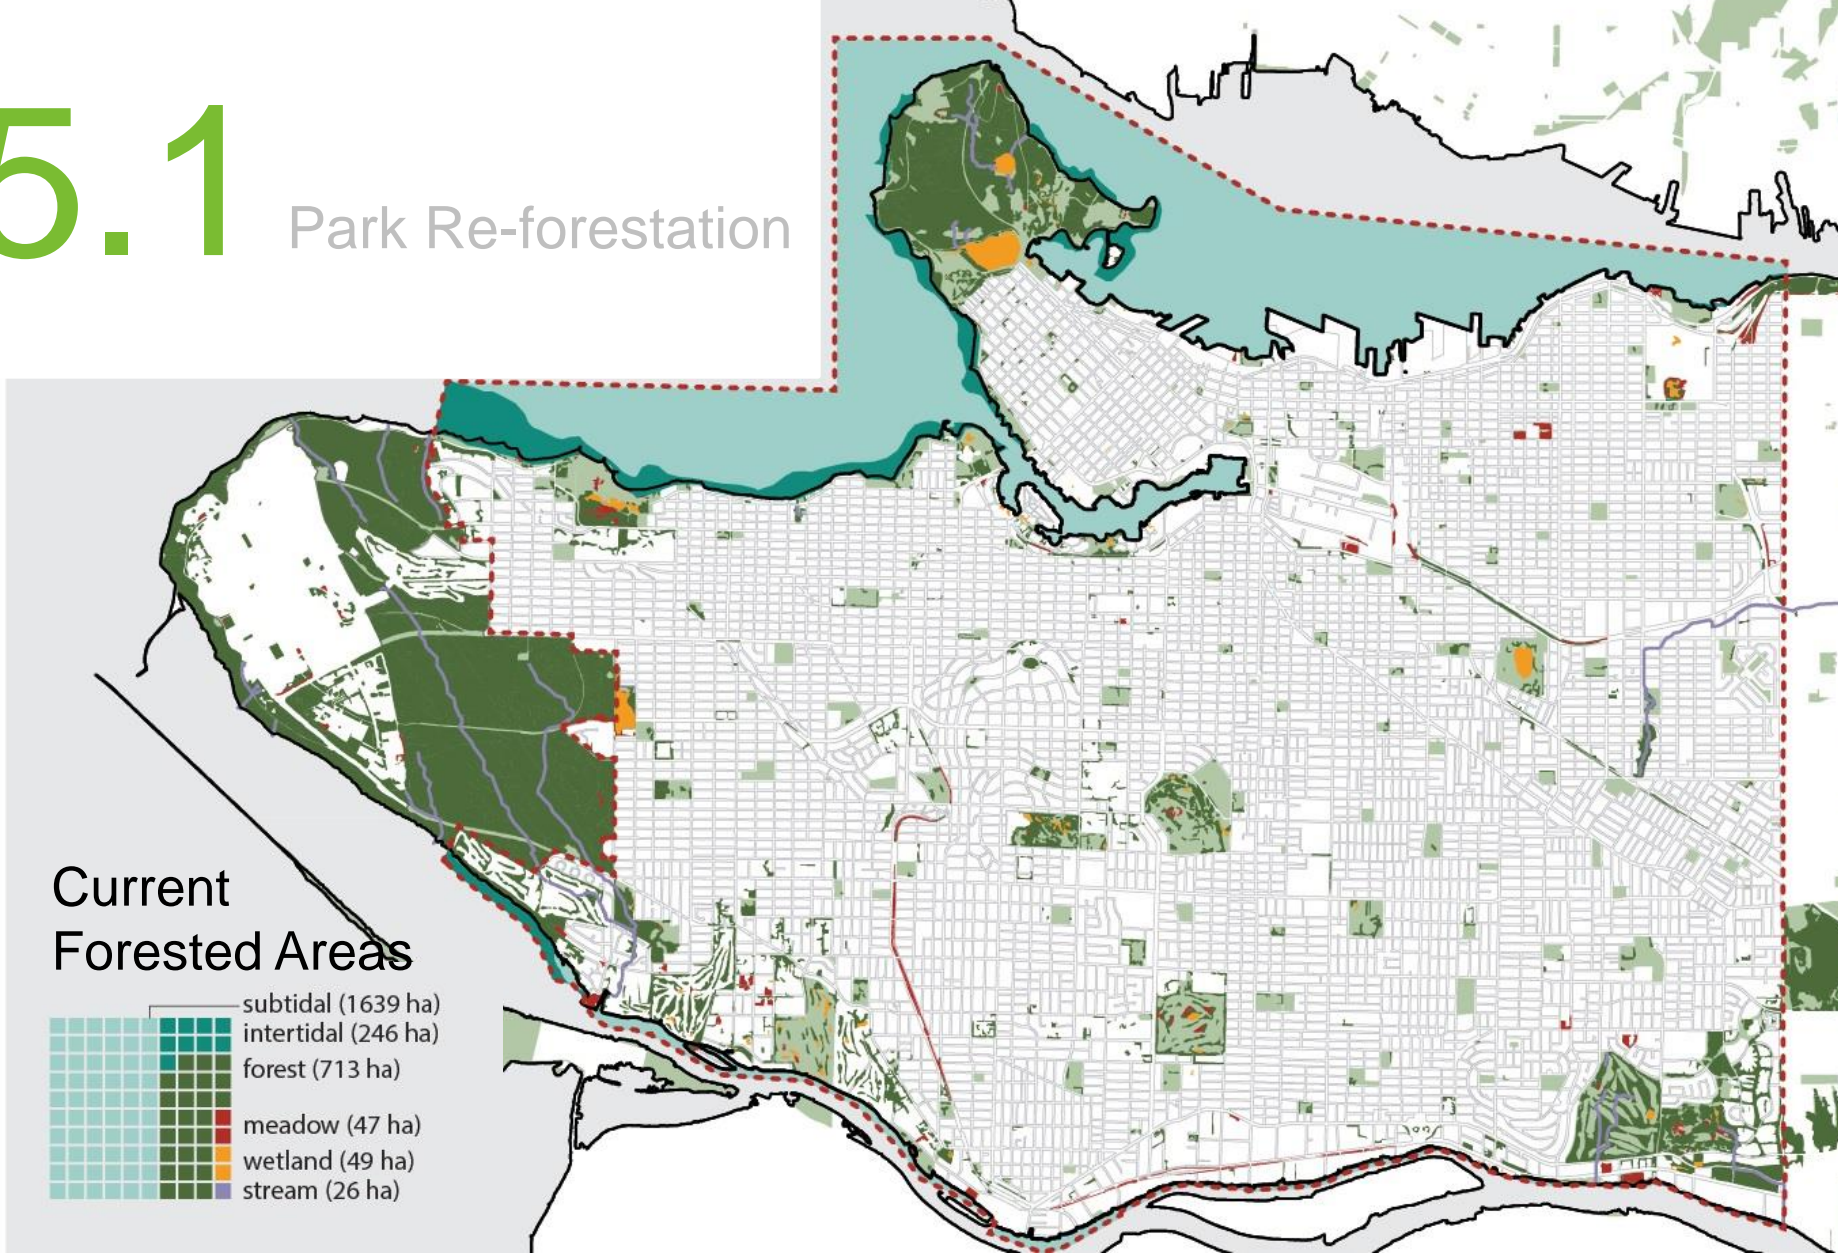 5.1 Park Re-forestation
Current
Forested Areas
subtidal (1639 ha)
intertidal (246 ha)
forest (713 ha)
meadow (47 ha)
wetland (49 ha)
stream (26 ha)